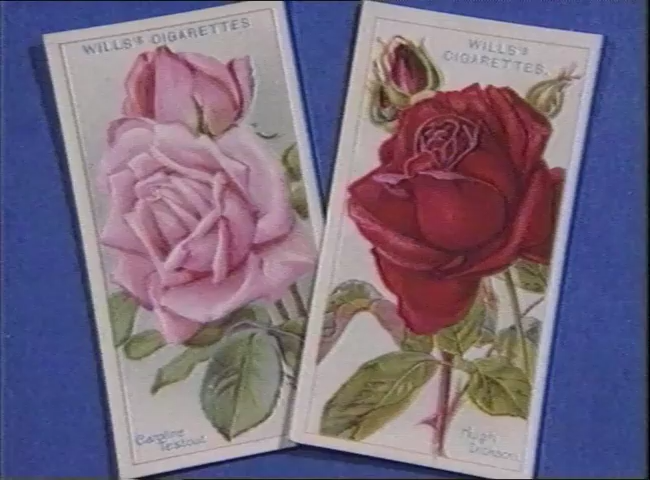 WILLS'S CIGARETTES.
Caroline
Testout
WILLS'S
CIGARETTES.
Hugh
Dickson